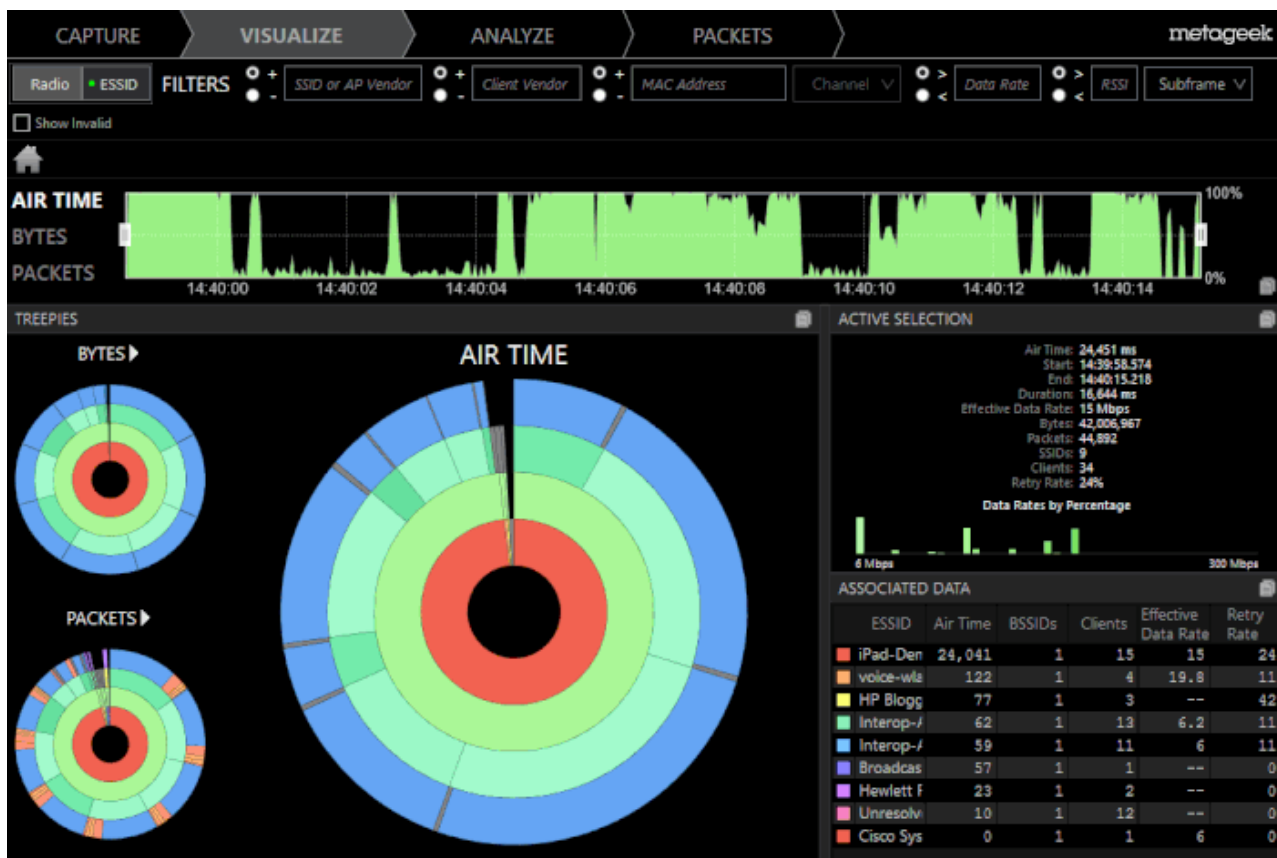 CAPTURE VISUALIZE ANALYZE PACKETS metageek
Radio ESSID FILTERS + - SSID or AP Vendor + - Client Vendor + - MAC Address Channel > < Data Rate > < RSSI Subframe
Show Invalid
AIR TIME
BYTES
PACKETS
100%
0%
14:40:00 14:40:02 14:40:04 14:40:06 14:40:08 14:40:10 14:40:12 14:40:14
TREEPIES
BYTES
AIR TIME
PACKETS
ACTIVE SELECTION
Air Time: 24,451 ms
Start: 14:39:58.574
End: 14:40:15.218
Duration: 16,644 ms
Effective Data Rate: 15 Mbps
Bytes: 42,006,967
Packets: 44,892
SSIDs: 9
Clients: 34
Retry Rate: 24%
Data Rates by Percentage
6 Mbps 300 Mbps
ASSOCIATED DATA
ESSID Air Time BSSIDs Clients Effective Data Rate Retry Rate
iPad-Den 24,041 1 15 15 24
voice-wla 122 1 4 19.8 11
HP Blogg 77 1 3 -- 42
Interop-A 62 1 13 6.2 11
Interop-A 59 1 11 6 11
Broadcas 57 1 1 -- 0
Hewlett P 23 1 2 -- 0
Unresolv 10 1 12 -- 0
Cisco Sys 0 1 1 6 0